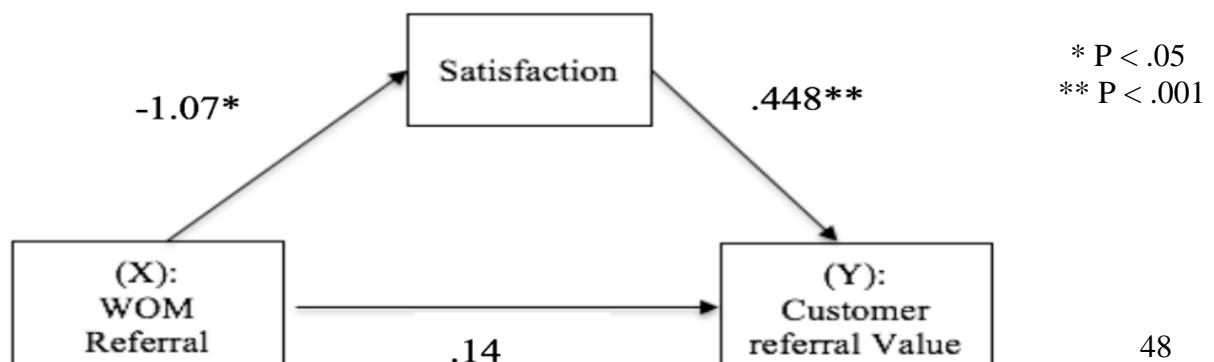 Satisfaction
* P < .05
** P < .001
-1.07*
.448**
(X):
WOM
Referral
.14
(Y):
Customer
referral Value
48